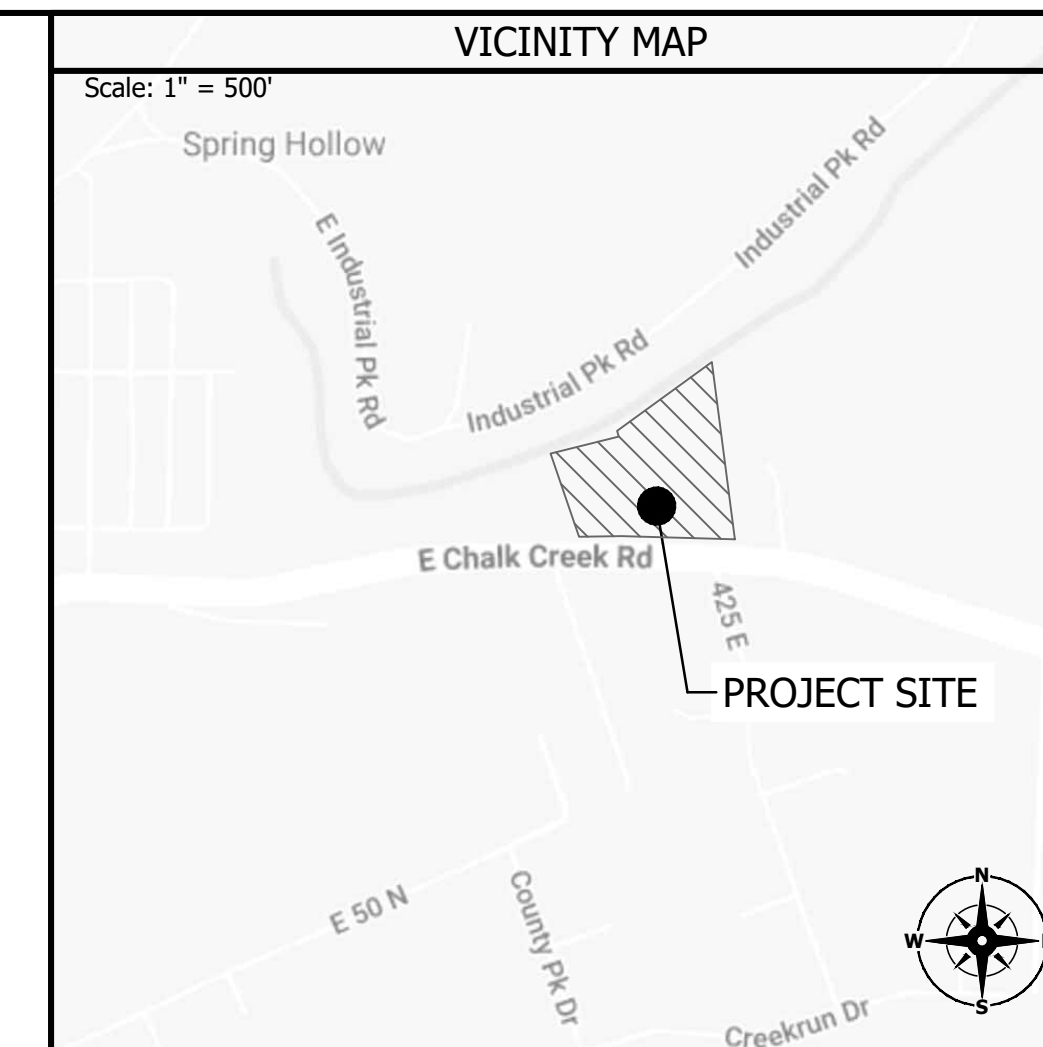 VICINITY MAP
Scale: 1" = 500'
Spring Hollow
Industrial Pk Rd
E Industrial Pk Rd
Industrial Pk Rd
E Chalk Creek Rd
425 E
PROJECT SITE
E 50 N
County Pk Dr
Creekrun Dr
N
W
S